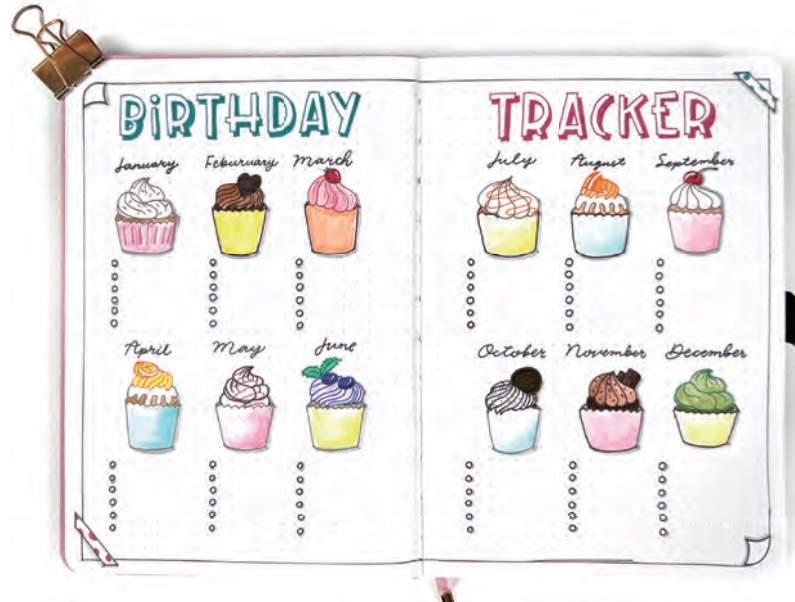 BiRTHDAY
January Feburuary March
April May June
TRACKER
July August September
October November December